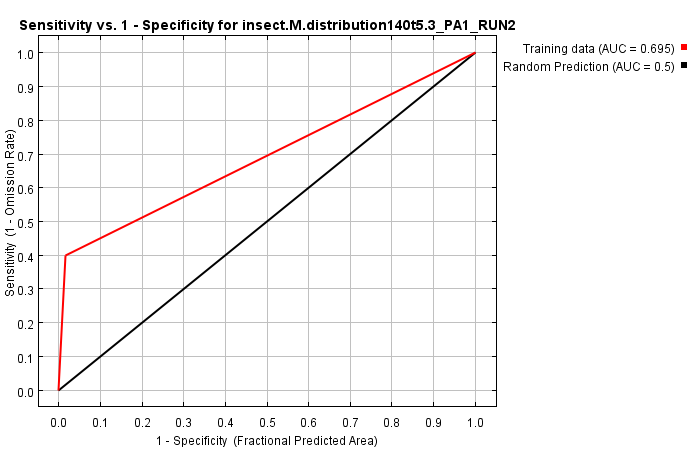 Sensitivity vs. 1 - Specificity for insect.M.distribution140t5.3_PA1_RUN2
Training data (AUC = 0.695)
Random Prediction (AUC = 0.5)
Sensitivity (1 - Omission Rate)
1.0
0.9
0.8
0.7
0.6
0.5
0.4
0.3
0.2
0.1
0.0
0.0 0.1 0.2 0.3 0.4 0.5 0.6 0.7 0.8 0.9 1.0
1 - Specificity (Fractional Predicted Area)